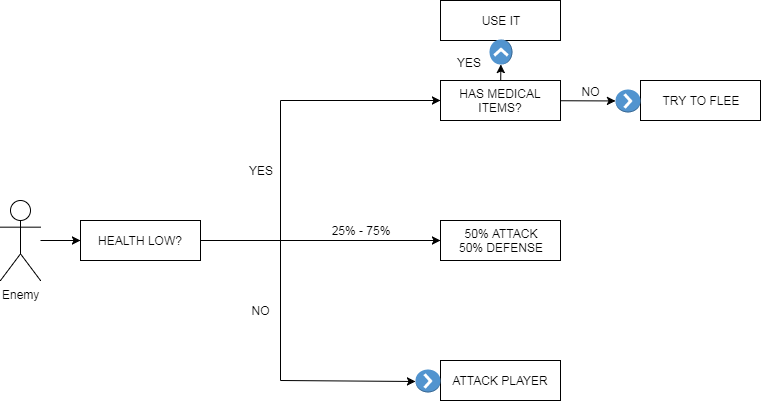 USE IT
YES
HAS MEDICAL
ITEMS?
NO
TRY TO FLEE
YES
HEALTH LOW?
25% - 75%
50% ATTACK
50% DEFENSE
Enemy
NO
ATTACK PLAYER